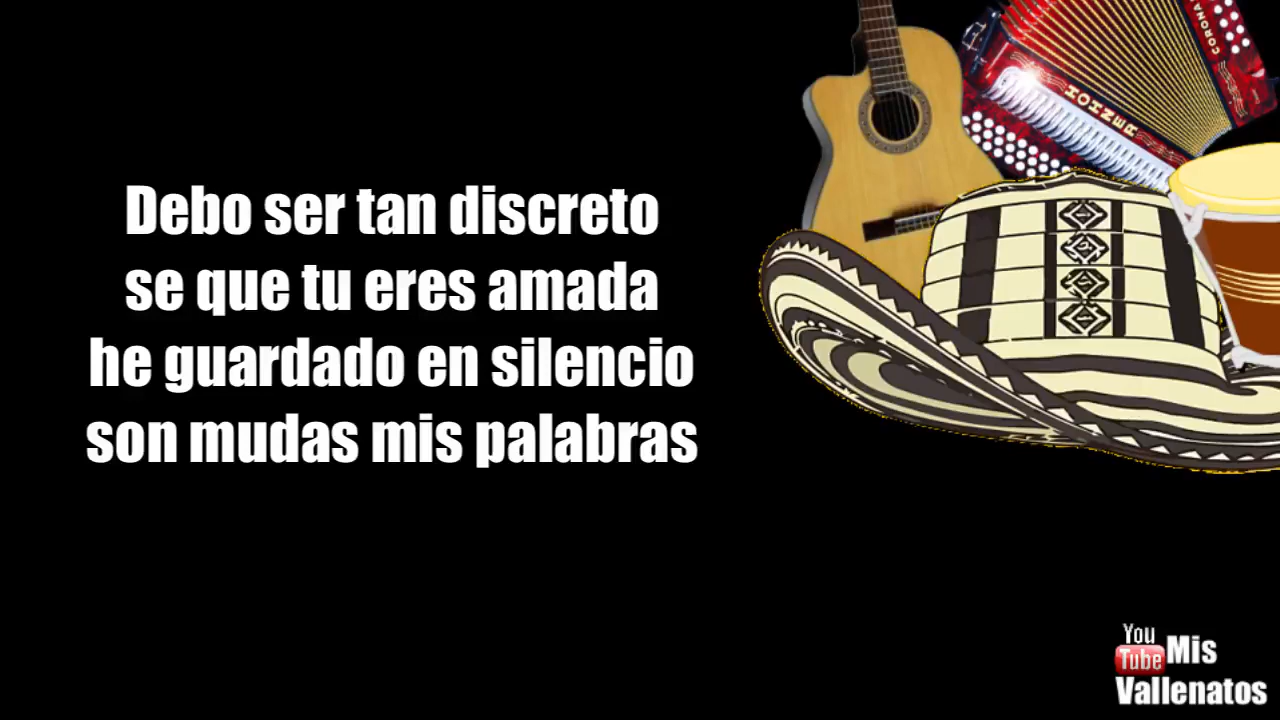 Debo ser tan discreto
se que tu eres amada
he guardado en silencio
son mudas mis palabras
HOHNER
CORONA
You
Tube Mis
Vallenatos